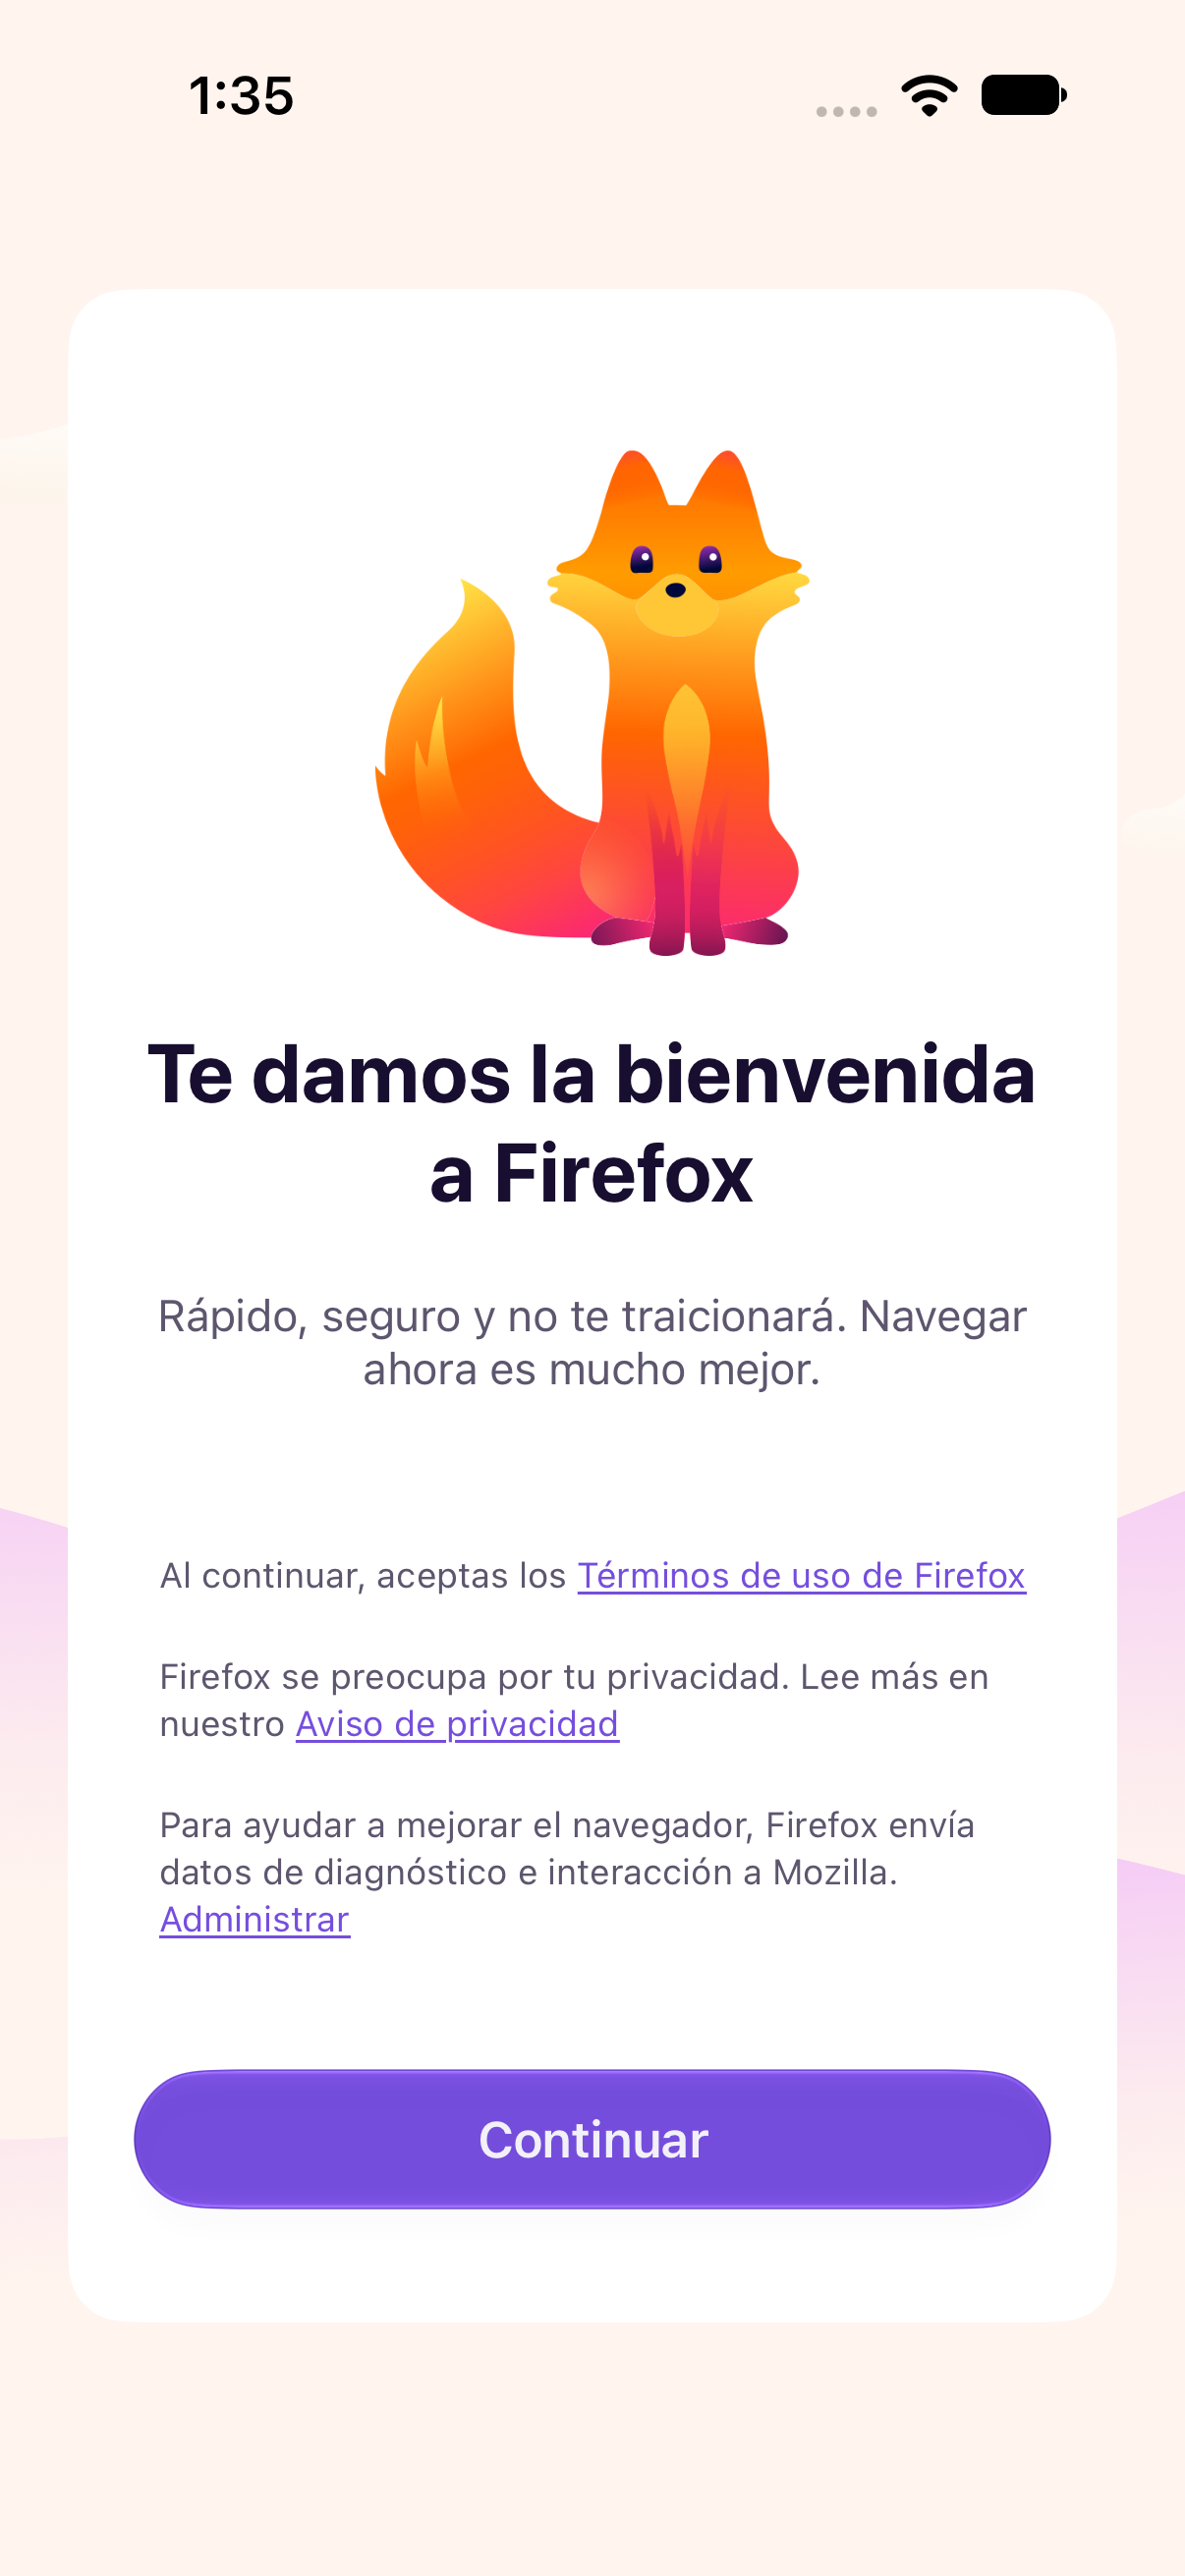 1:35
Te damos la bienvenida
a Firefox
Rápido, seguro y no te traicionará. Navegar
ahora es mucho mejor.
Al continuar, aceptas los Términos de uso de Firefox
Firefox se preocupa por tu privacidad. Lee más en
nuestro Aviso de privacidad
Para ayudar a mejorar el navegador, Firefox envía
datos de diagnóstico e interacción a Mozilla.
Administrar
Continuar